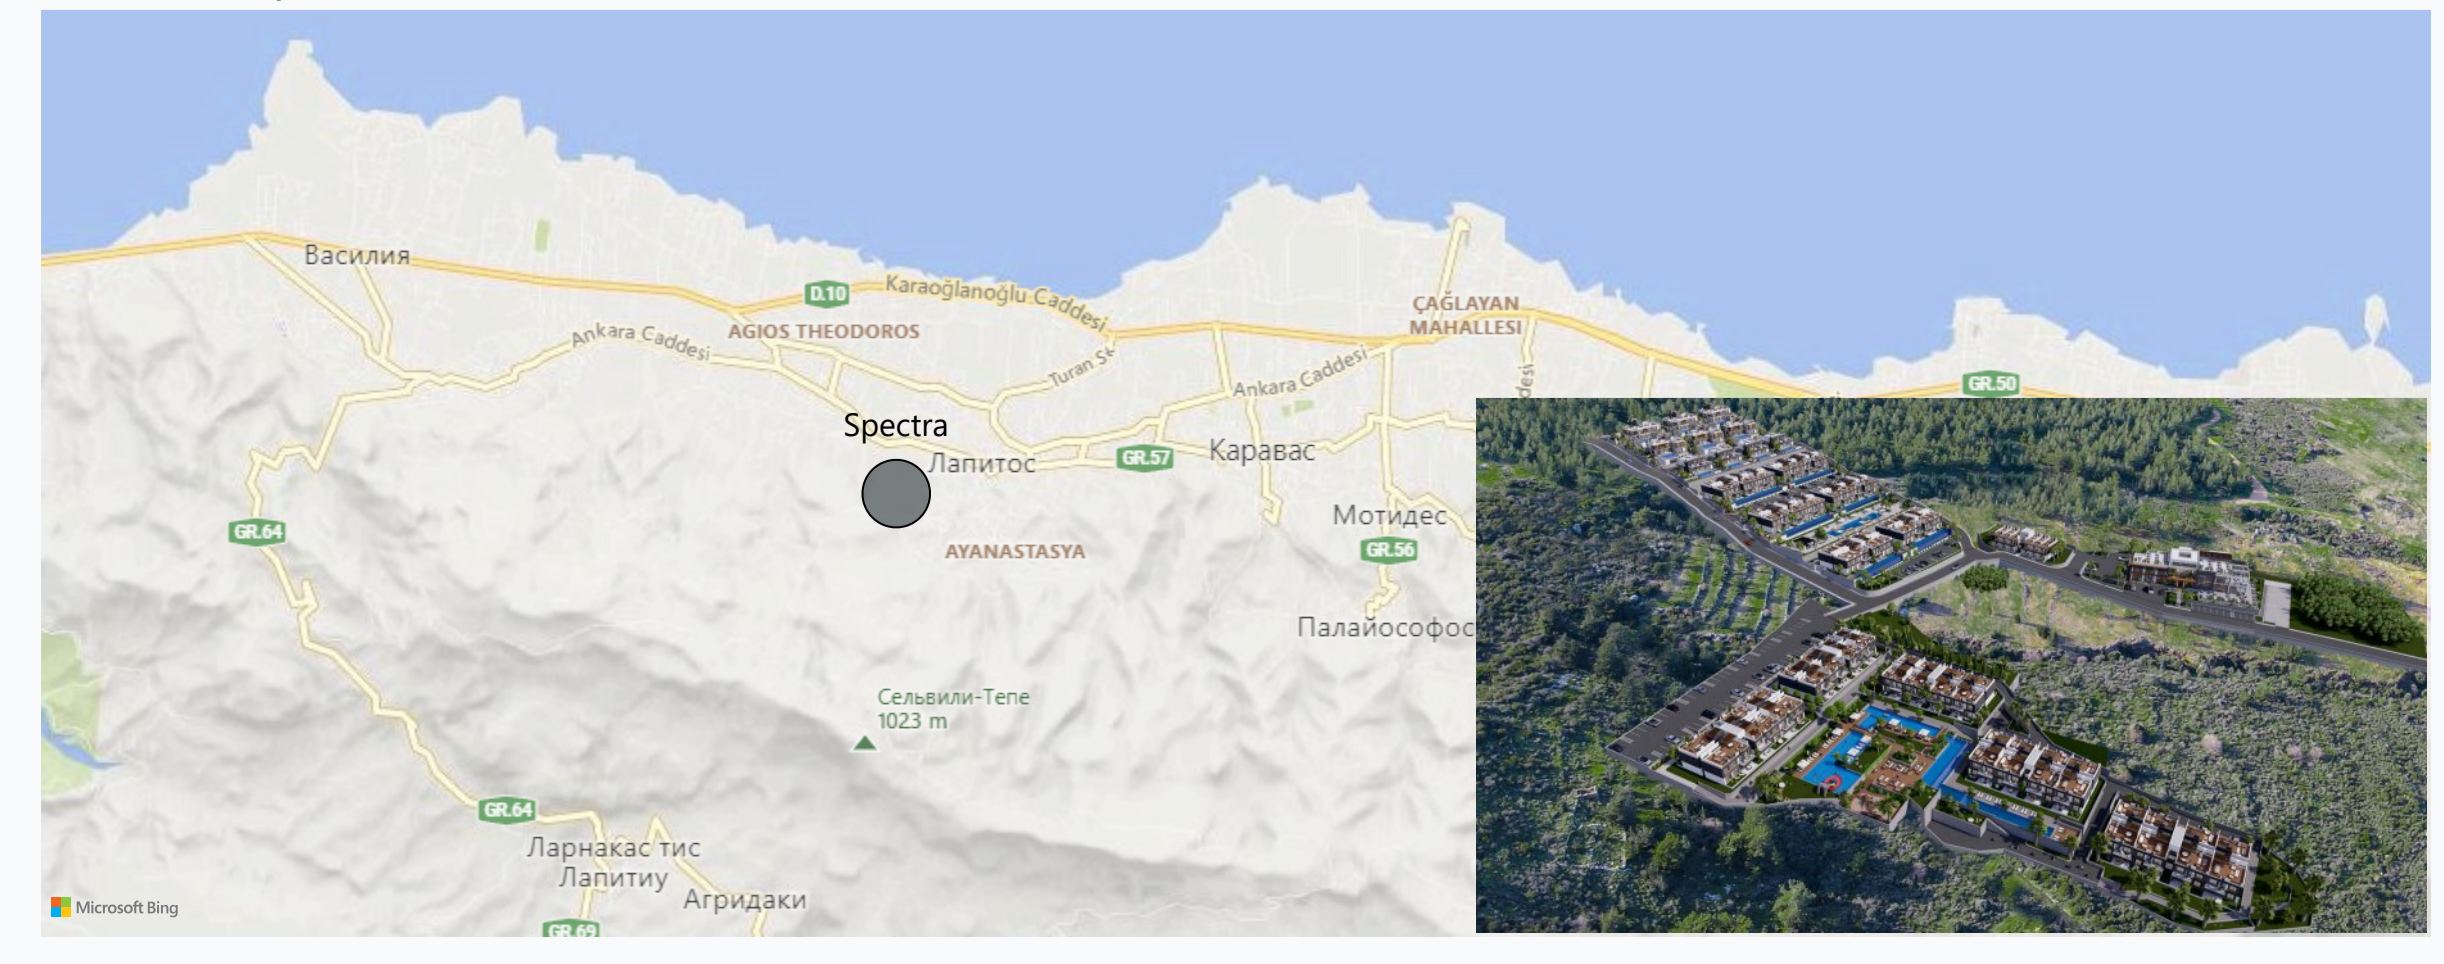 Василия
D.10
Karaoğlanoğlu Caddesi
ÇAĞLAYAN
MAHALLESI
Ankara Caddesi
AGIOS THEODOROS
Turan Sk
Ankara Caddesi
desi
GR.50
Spectra
Лапитос
GR.57
Каравас
GR.64
Мотидес
GR.56
AYANASTASYA
Палайософос
Сельвили-Тепе
1023 m
GR.64
Ларнакас тис
Лапитиу
Агридаки
Microsoft Bing
GR.69